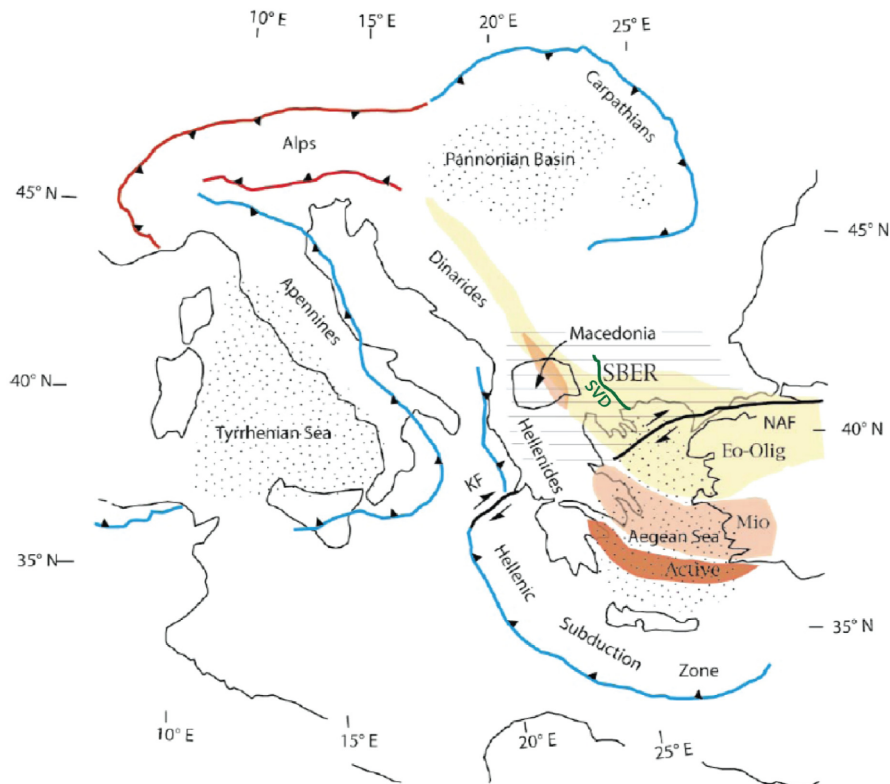 10° E
15° E
20° E
25° E
Carpathians
Alps
Pannonian Basin
45° N
45° N
Dinarides
Apennines
Macedonia
SBER
SVD
40° N
NAF
40° N
Tyrrhenian Sea
Hellenides
Eo-Olig
KF
Mio
Aegean Sea
35° N
Active
Hellenic
Subduction
35° N
Zone
10° E
15° E
20° E
25° E